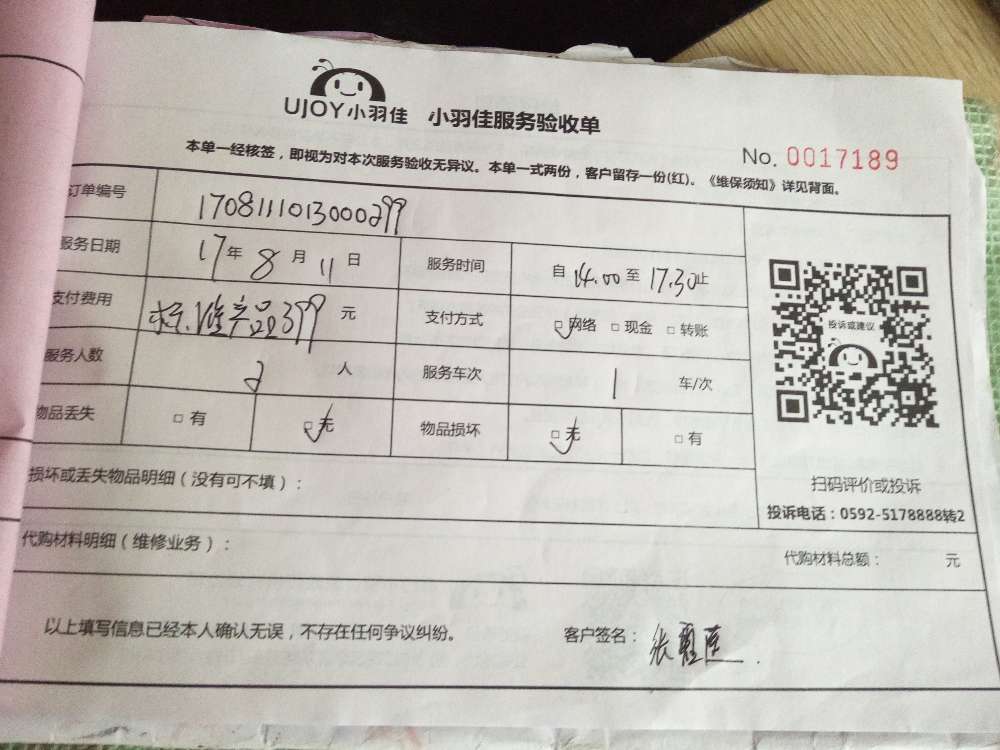 UJOY小羽佳 小羽佳服务验收单
本单一经核签，即视为对本次服务验收无异议。本单一式两份，客户留存一份(红)。《维保须知》详见背面。
No. 0017189
订单编号 1708111013000299
服务日期 17年8月11日 服务时间 自14.00至17.30止
支付费用 399元 支付方式 □网络 □现金 □转账
服务人数 2人 服务车次 1车/次
物品丢失 □有 □无 物品损坏 □无 □有
投诉或建议
扫码评价或投诉
投诉电话：0592-5178888转2
损坏或丢失物品明细（没有可不填）：
代购材料明细（维修业务）： 代购材料总额： 元
以上填写信息已经本人确认无误，不存在任何争议纠纷。 客户签名：张